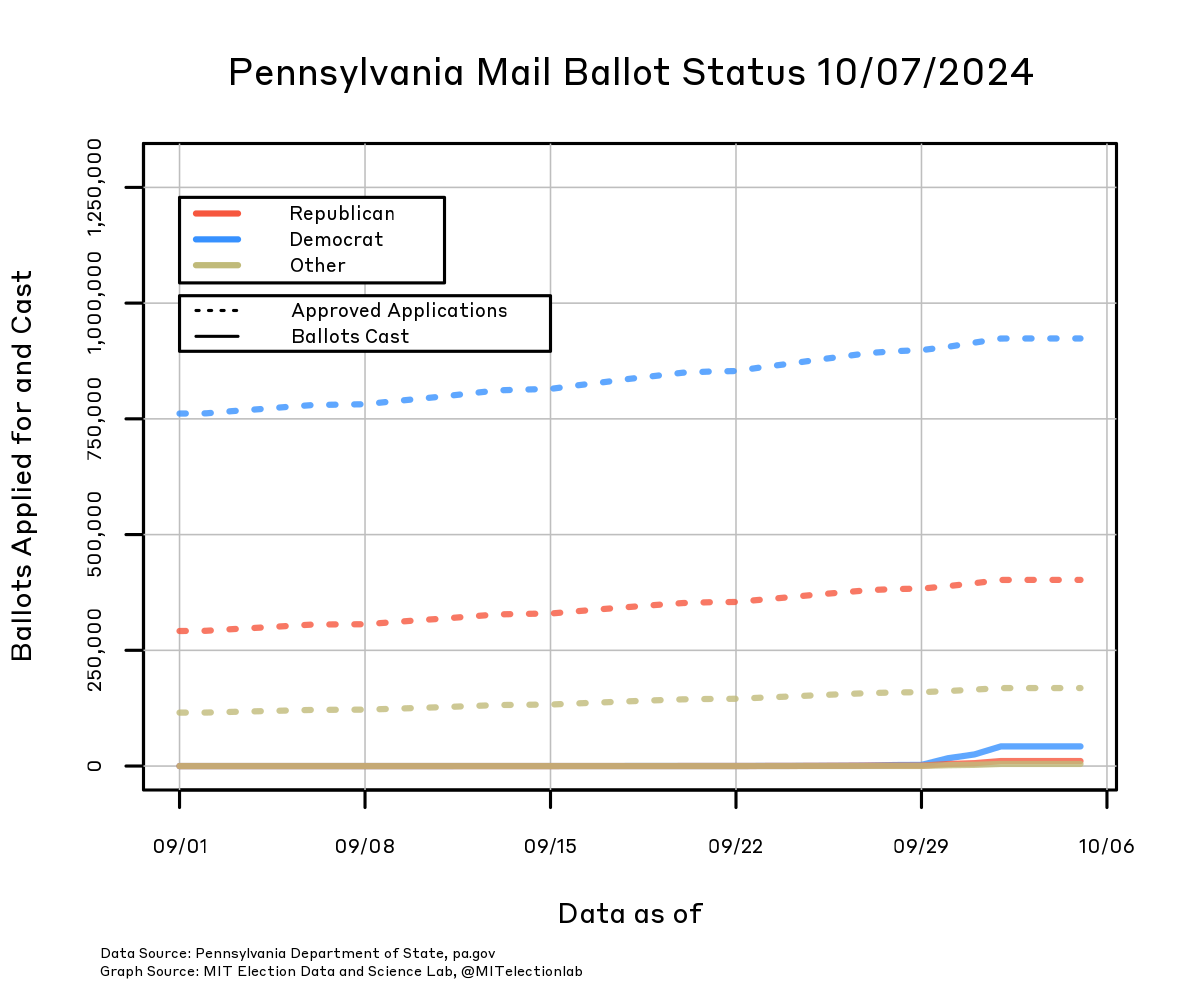 Pennsylvania Mail Ballot Status 10/07/2024
Ballots Applied for and Cast
1,250,000
1,000,000
750,000
500,000
250,000
0
Republican
Democrat
Other
Approved Applications
Ballots Cast
09/01 09/08 09/15 09/22 09/29 10/06
Data as of
Data Source: Pennsylvania Department of State, pa.gov
Graph Source: MIT Election Data and Science Lab, @MITelectionlab